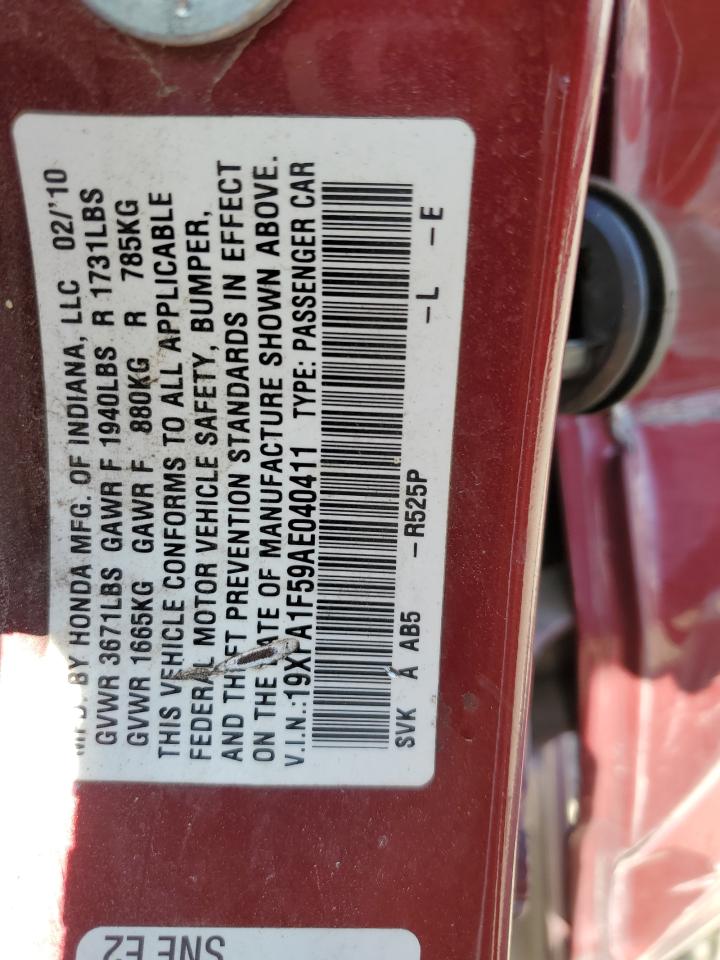 MFD. BY HONDA MFG. OF INDIANA, LLC 02/'10
GVWR 3671LBS GAWR F 1940LBS R 1731LBS
GVWR 1665KG GAWR F 880KG R 785KG
THIS VEHICLE CONFORMS TO ALL APPLICABLE
FEDERAL MOTOR VEHICLE SAFETY, BUMPER,
AND THEFT PREVENTION STANDARDS IN EFFECT
ON THE DATE OF MANUFACTURE SHOWN ABOVE.
V.I.N.: TYPE: PASSENGER CAR
SVK A AB5 -R525P -L -E
SNE E2